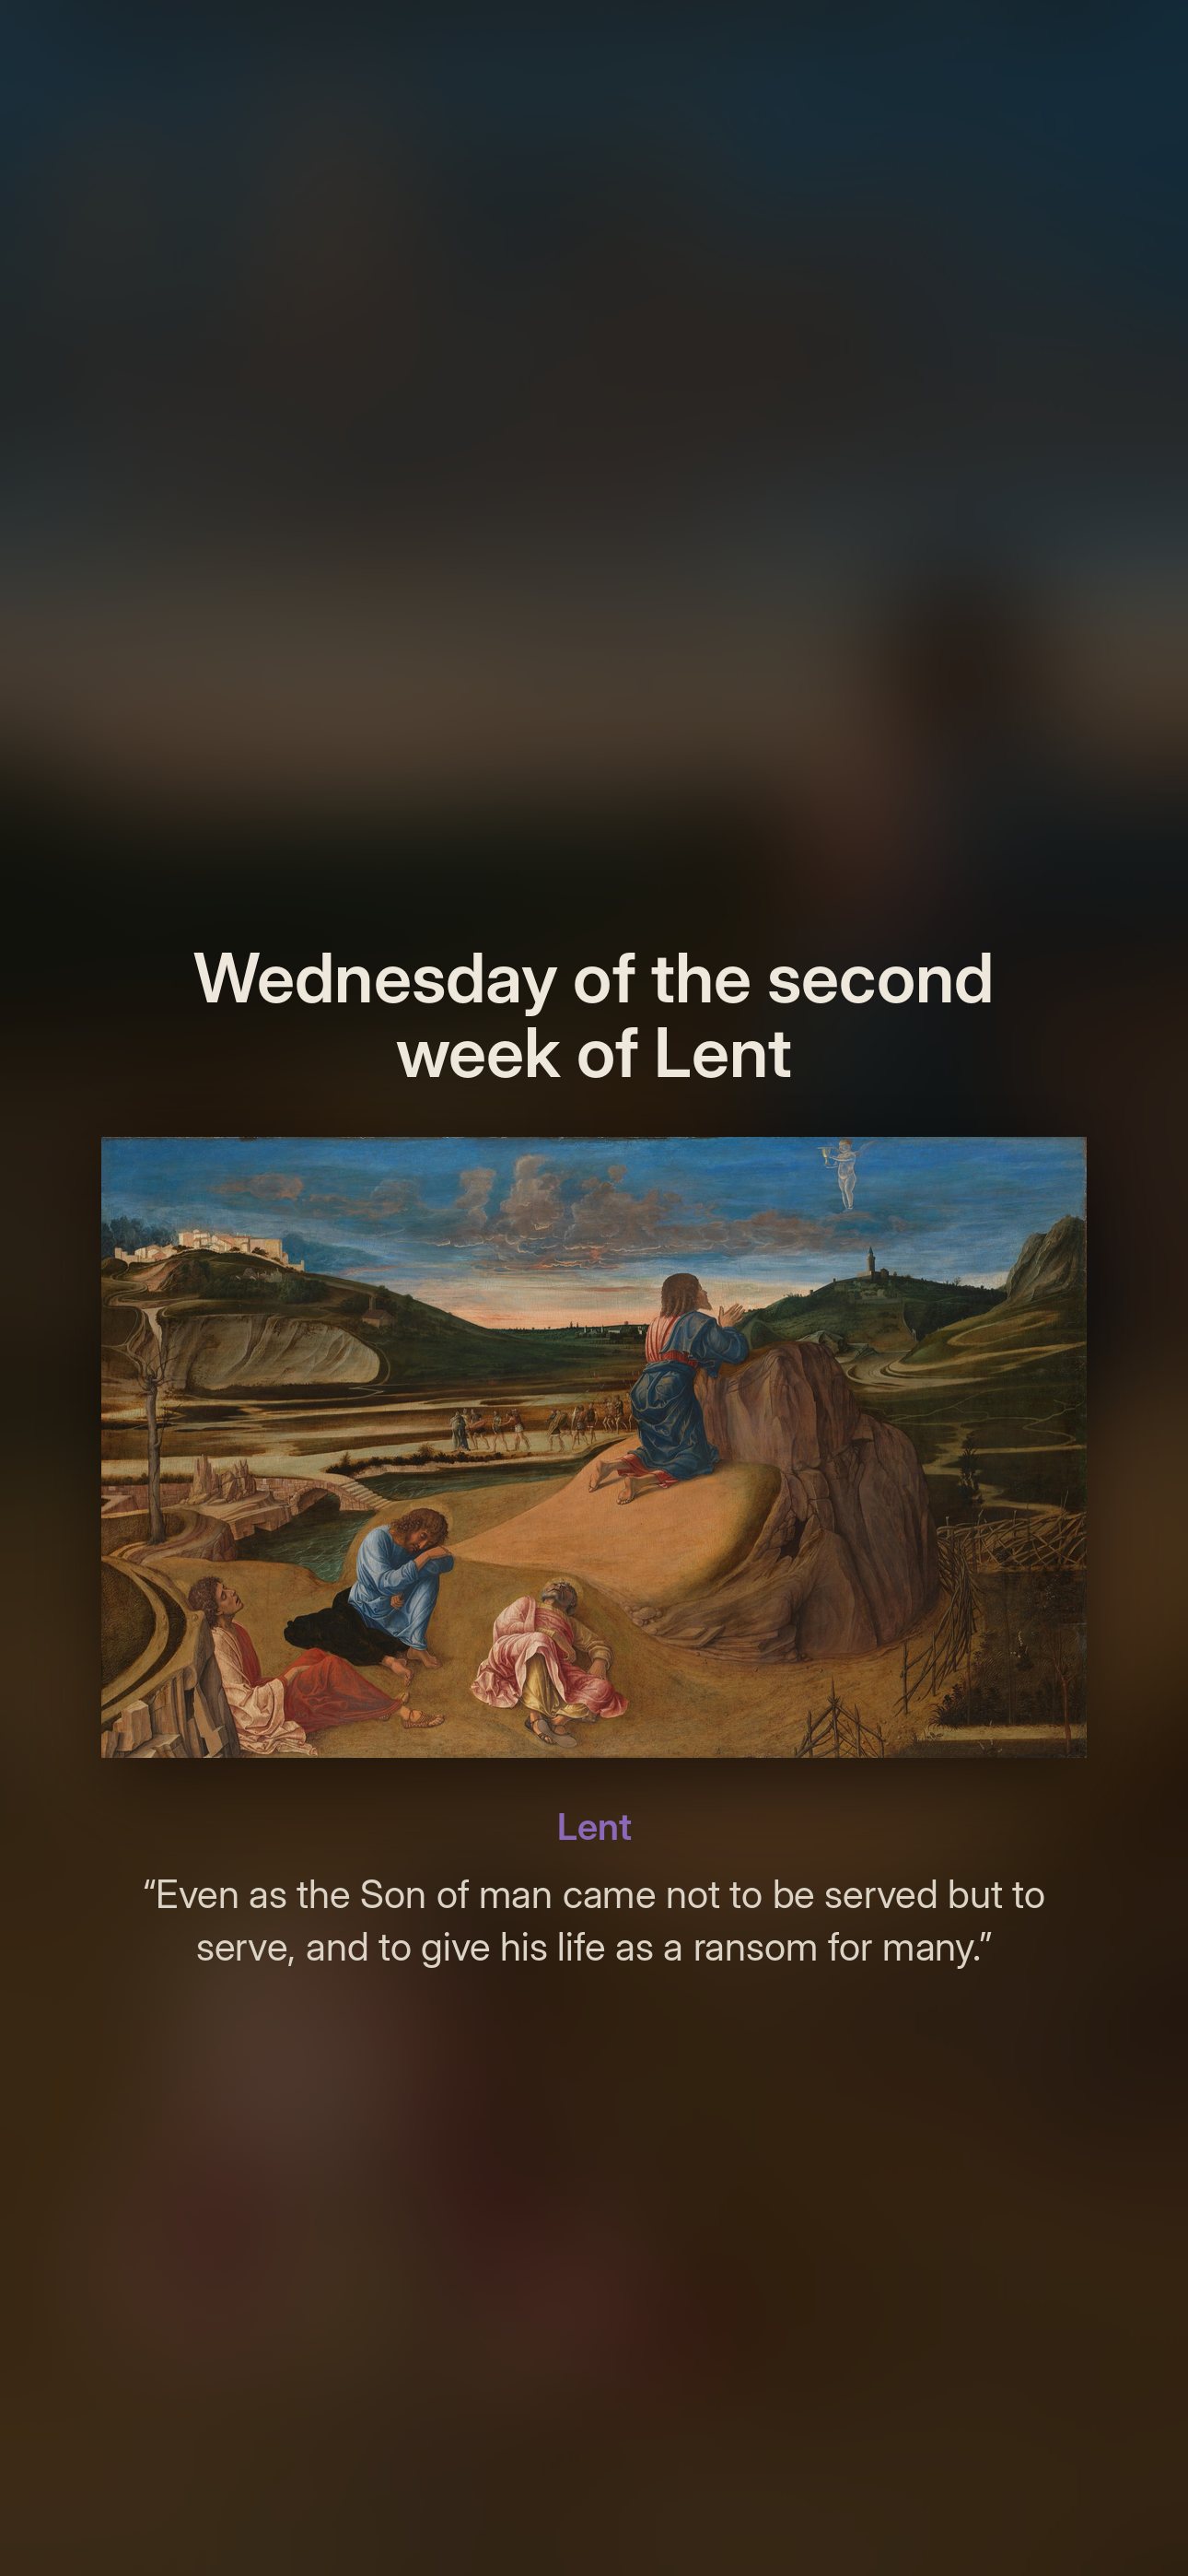 Wednesday of the second
week of Lent
Lent
“Even as the Son of man came not to be served but to
serve, and to give his life as a ransom for many.”